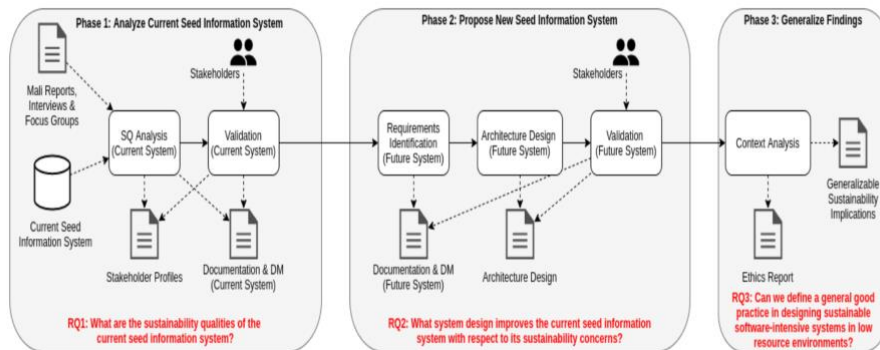 Phase 1: Analyze Current Seed Information System
Mali Reports,
Interviews &
Focus Groups
Stakeholders
SQ Analysis
(Current System)
Validation
(Current System)
Current Seed
Information System
Stakeholder Profiles
Documentation & DM
(Current System)
RQ1: What are the sustainability qualities of the
current seed information system?
Phase 2: Propose New Seed Information System
Stakeholders
Requirements
Identification
(Future System)
Architecture Design
(Future System)
Validation
(Future System)
Documentation & DM
(Future System)
Architecture Design
RQ2: What system design improves the current seed information
system with respect to its sustainability concerns?
Phase 3: Generalize Findings
Context Analysis
Generalizable
Sustainability
Implications
Ethics Report
RQ3: Can we define a general good
practice in designing sustainable
software-intensive systems in low
resource environments?